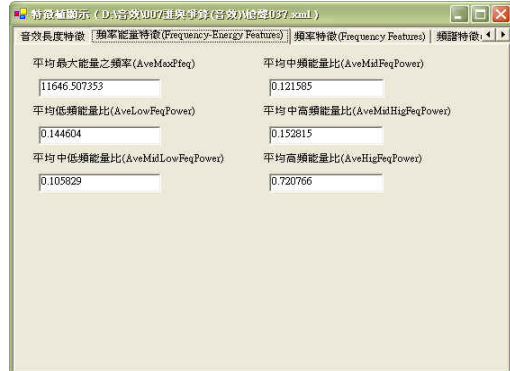 特徵值顯示 ( D:\音效\007誰與爭鋒(音效)\槍聲037.xml )
音效長度特徵 頻率能量特徵(Frequency-Energy Features) 頻率特徵(Frequency Features) 頻譜特徵(
平均最大能量之頻率(AveMaxPfeq) 平均中頻能量比(AveMidFeqPower)
11646.507353 0.121585
平均低頻能量比(AveLowFeqPower) 平均中高頻能量比(AveMidHigFeqPower)
0.144604 0.152815
平均中低頻能量比(AveMidLowFeqPower) 平均高頻能量比(AveHigFeqPower)
0.105829 0.720766